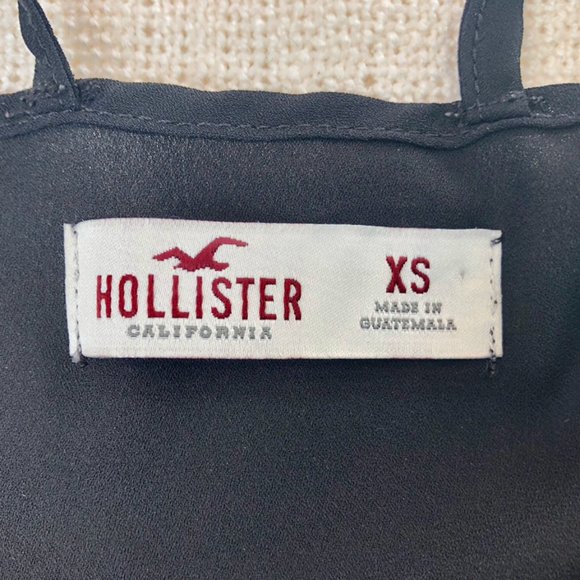 HOLLISTER
CALIFORNIA
XS
MADE IN
GUATEMALA